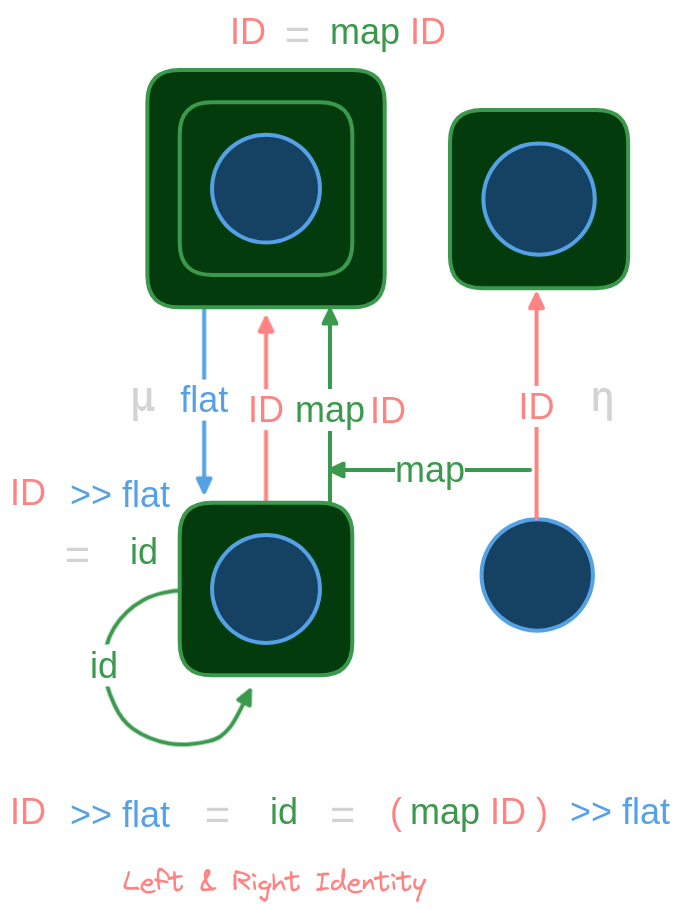 ID = map ID
μ flat ID map ID ID η
map
ID >> flat
= id
id
ID >> flat = id = ( map ID ) >> flat
Left & Right Identity